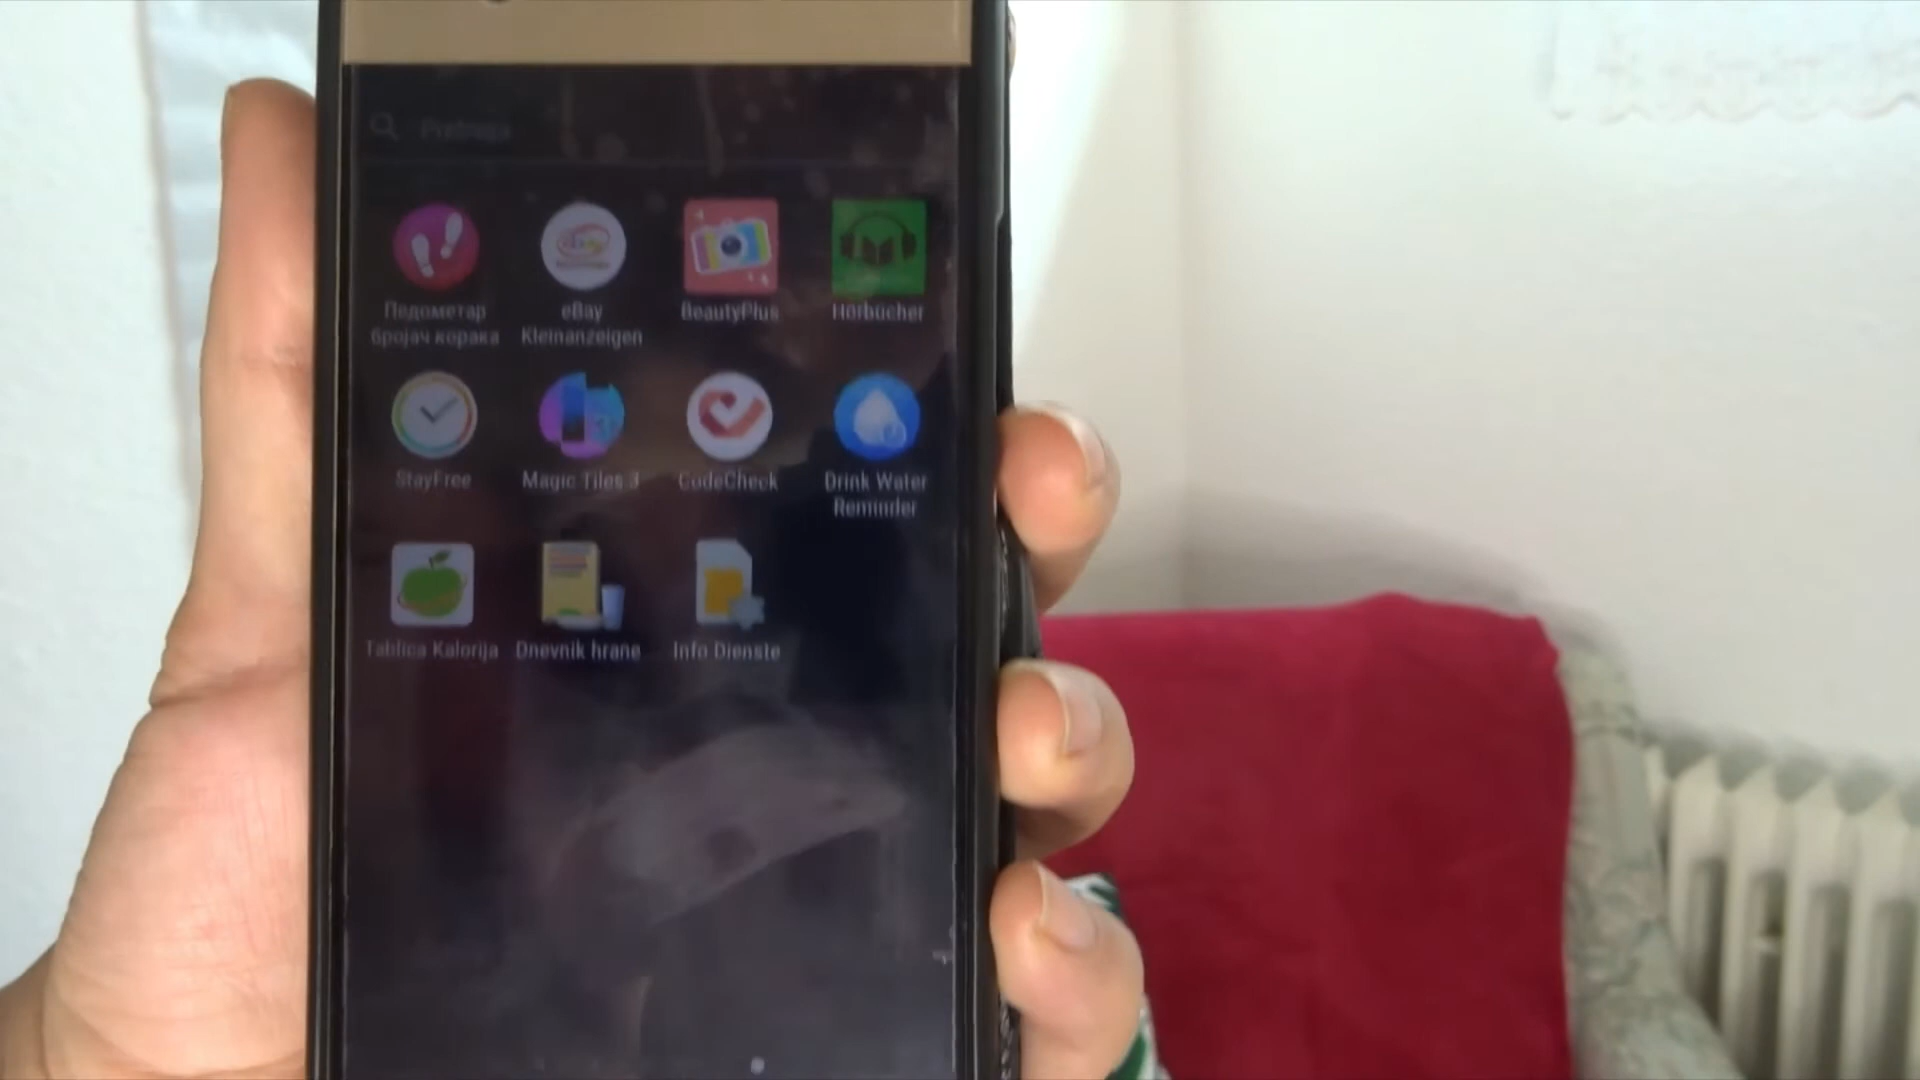 Pretraga
Педометар
бројач корака
eBay
Kleinanzeigen
BeautyPlus
Hörbücher
StayFree
Magic Tiles 3
CodeCheck
Drink Water
Reminder
Tablica Kalorija
Dnevnik hrane
Info Dienste